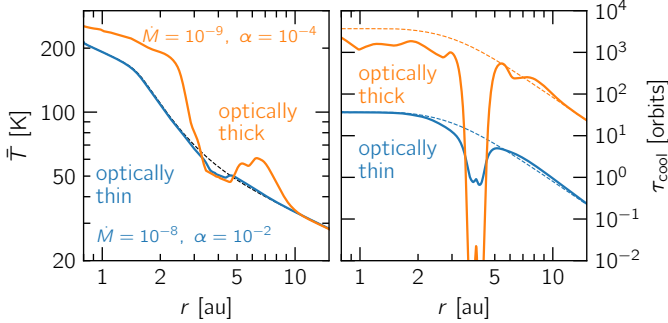 Ṁ = 10⁻⁹, α = 10⁻⁴
optically
thick
optically
thin
Ṁ = 10⁻⁸, α = 10⁻²
200
100
50
20
T̄ [K]
1
2
5
10
r [au]
optically
thick
optically
thin
10⁵
10⁴
10³
10²
10¹
10⁰
10⁻¹
10⁻²
τcool [orbits]
1
2
5
10
r [au]